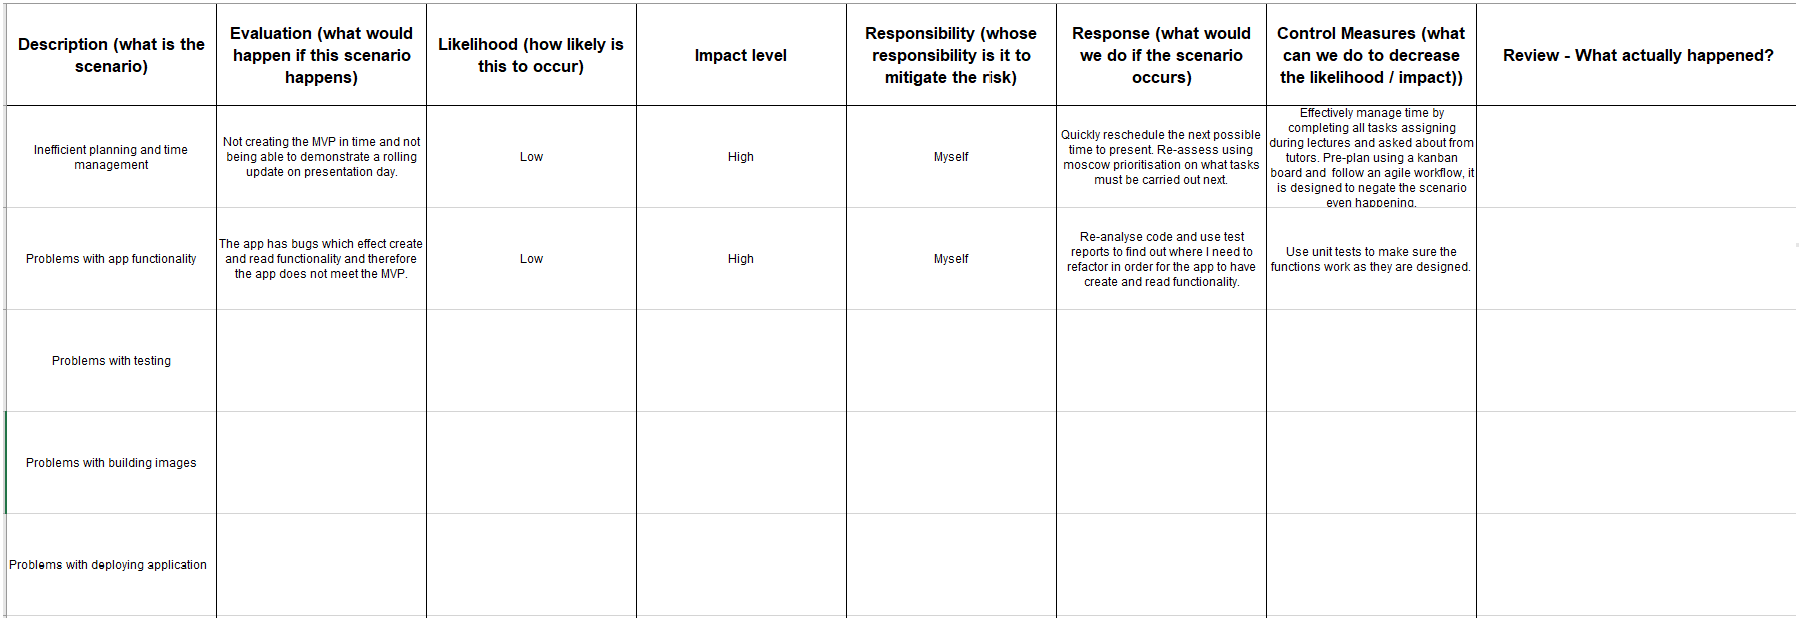 Description (what is the
scenario)
Evaluation (what would
happen if this scenario
happens)
Likelihood (how likely is
this to occur)
Impact level
Responsibility (whose
responsibility is it to
mitigate the risk)
Response (what would
we do if the scenario
occurs)
Control Measures (what
can we do to decrease
the likelihood / impact))
Review - What actually happened?
Inefficient planning and time
management
Not creating the MVP in time and not
being able to demonstrate a rolling
update on presentation day.
Low
High
Myself
Quickly reschedule the next possible
time to present. Re-assess using
moscow prioritisation on what tasks
must be carried out next.
Effectively manage time by
completing all tasks assigning
during lectures and asked about from
tutors. Pre-plan using a kanban
board and follow an agile workflow, it
is designed to negate the scenario
even happening.
Problems with app functionality
The app has bugs which effect create
and read functionality and therefore
the app does not meet the MVP.
Low
High
Myself
Re-analyse code and use test
reports to find out where I need to
refactor in order for the app to have
create and read functionality.
Use unit tests to make sure the
functions work as they are designed.
Problems with testing
Problems with building images
Problems with deploying application